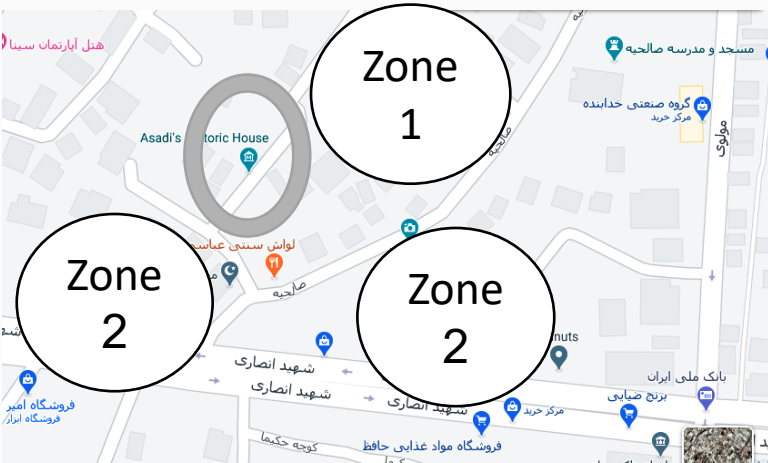 هتل آپارتمان سینا
Zone
1
مسجد و مدرسه صالحیه
گروه صنعتی خدابنده
مرکز خرید
مولوی
صالحیه
Asadi's
toric House
لواش سنتی عباسی
Zone
2
صالحیه
Zone
2
nuts
شهید انصاری
شهید انصاری
شهید انصاری
بانک ملی ایران
برنج ضیایی
مرکز خرید
فروشگاه امیر
فروشگاه ابزار
فروشگاه مواد غذایی حافظ
کوچه حکیما